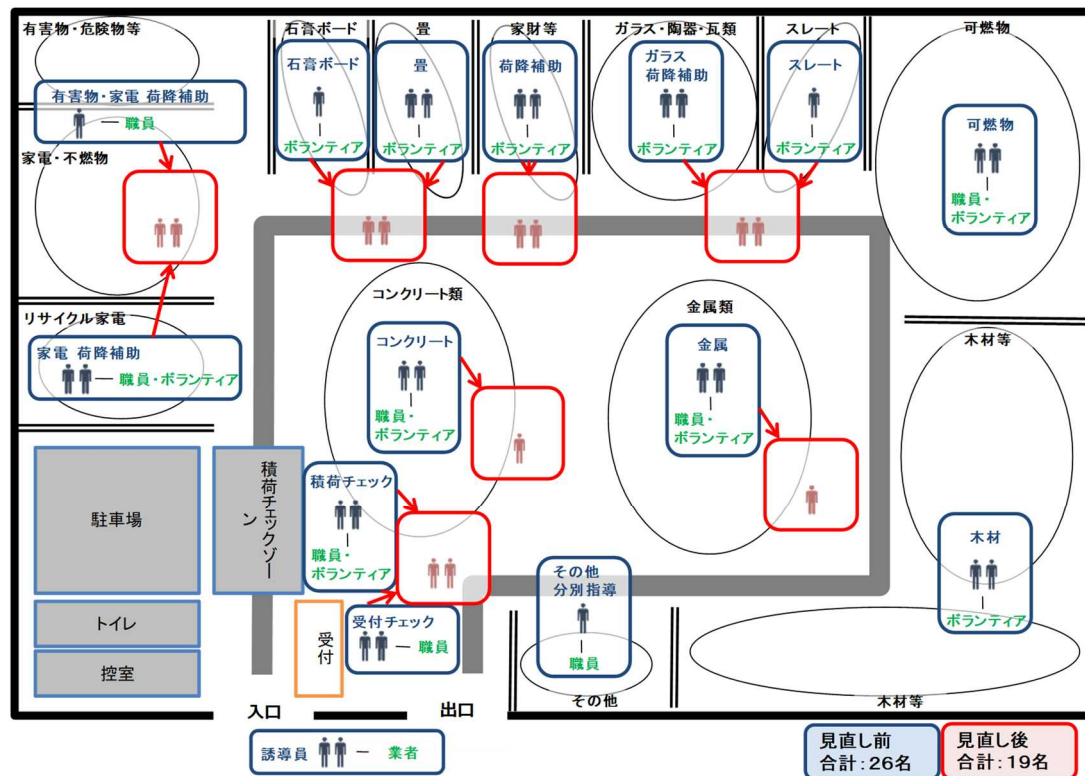 有害物・危険物等
有害物・家電 荷降補助
職員
家電・不燃物
石膏ボード
石膏ボード
ボランティア
畳
畳
ボランティア
家財等
荷降補助
ボランティア
ガラス・陶器・瓦類
ガラス
荷降補助
ボランティア
スレート
スレート
ボランティア
可燃物
可燃物
職員・
ボランティア
リサイクル家電
家電 荷降補助
職員・ボランティア
コンクリート類
コンクリート
職員・
ボランティア
金属類
金属
職員・
ボランティア
木材等
木材
ボランティア
駐車場
積荷チェックゾーン
積荷チェック
職員・
ボランティア
その他
分別指導
職員
トイレ
控室
受付
受付チェック
職員
その他
木材等
入口
出口
誘導員
業者
見直し前
合計：26名
見直し後
合計：19名